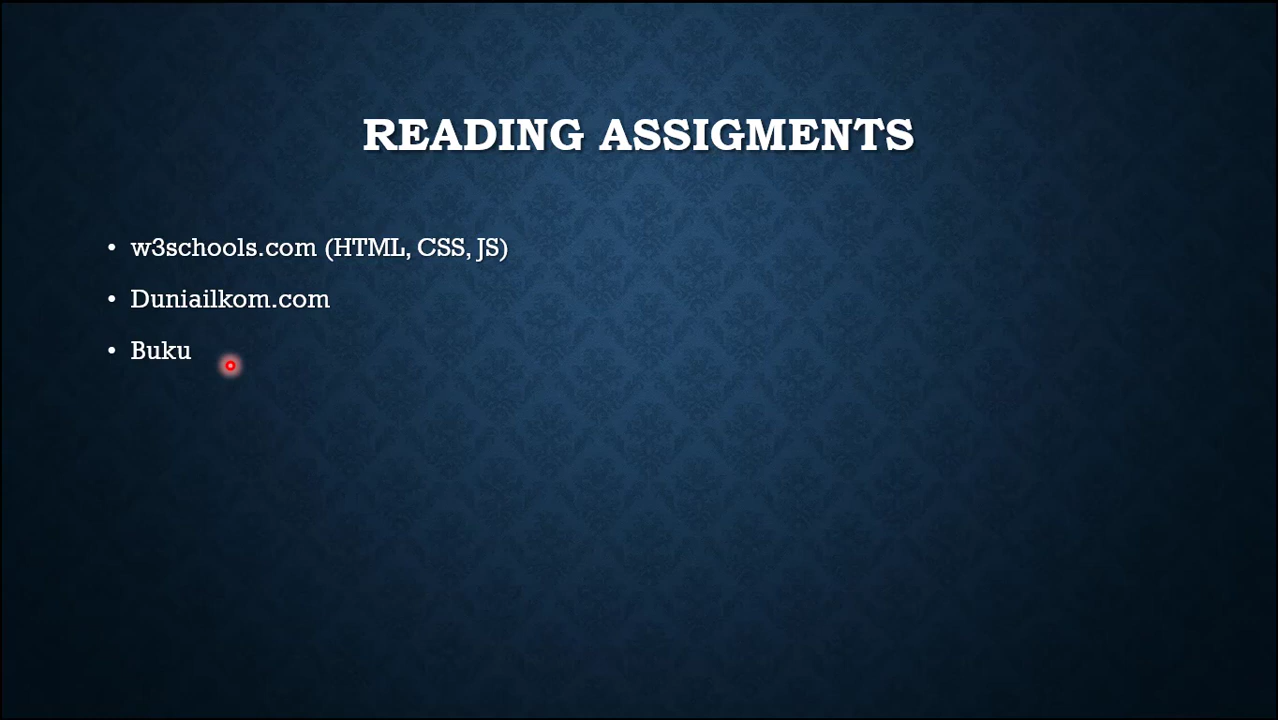 READING ASSIGMENTS
• w3schools.com (HTML, CSS, JS)
• Duniailkom.com
• Buku